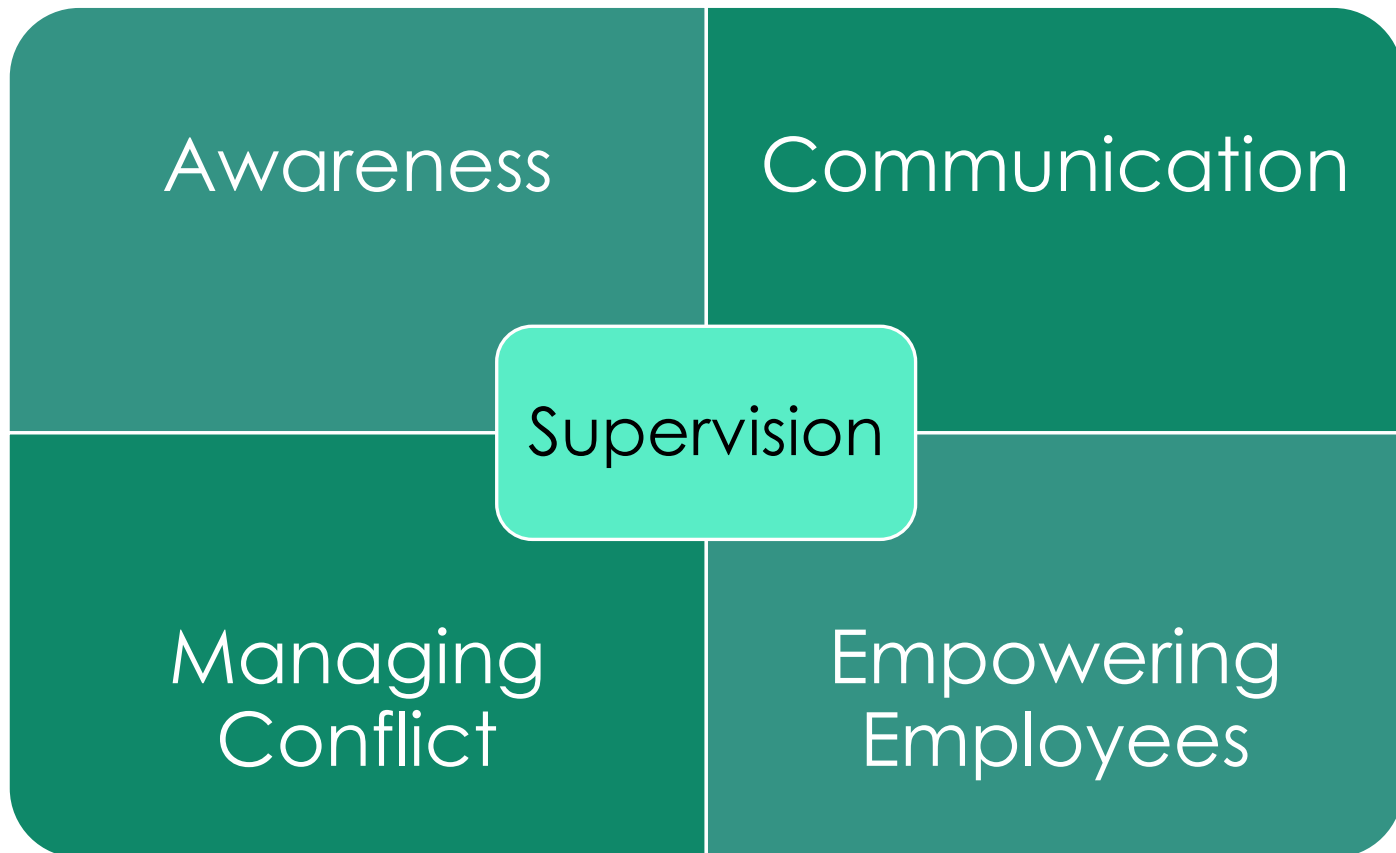 Awareness
Communication
Supervision
Managing
Conflict
Empowering
Employees